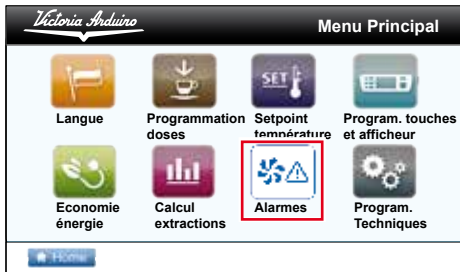 Victoria Arduino
Menu Principal
SET
Langue
Programmation doses
Setpoint température
Program. touches et afficheur
Economie énergie
Calcul extractions
Alarmes
Program. Techniques
Home